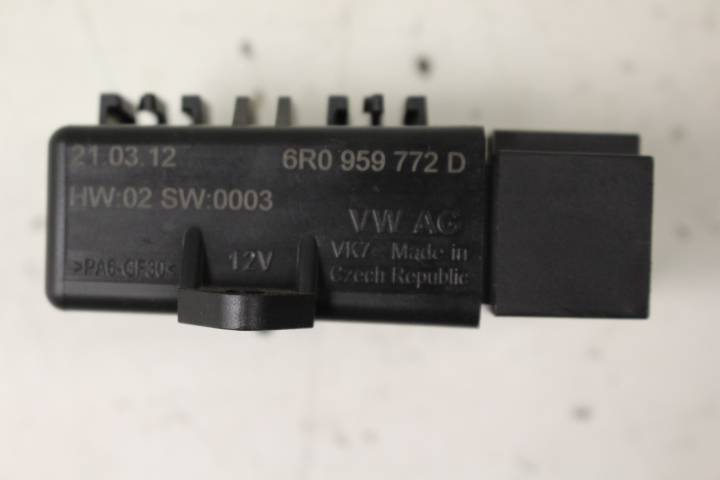 21.03.12 6R0 959 772 D
HW:02 SW:0003
VW AG
>PA6-GF30< 12V VK7 Made in
Czech Republic